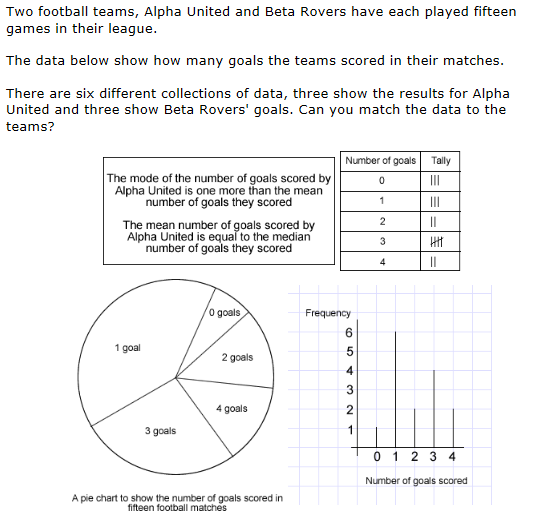 Two football teams, Alpha United and Beta Rovers have each played fifteen
games in their league.
The data below show how many goals the teams scored in their matches.
There are six different collections of data, three show the results for Alpha
United and three show Beta Rovers' goals. Can you match the data to the
teams?
The mode of the number of goals scored by
Alpha United is one more than the mean
number of goals they scored
The mean number of goals scored by
Alpha United is equal to the median
number of goals they scored
Number of goals Tally
0 |||
1 |||
2 ||
3 ||||
4 ||
0 goals
1 goal
2 goals
4 goals
3 goals
A pie chart to show the number of goals scored in
fifteen football matches
Frequency
6
5
4
3
2
1
0 1 2 3 4
Number of goals scored